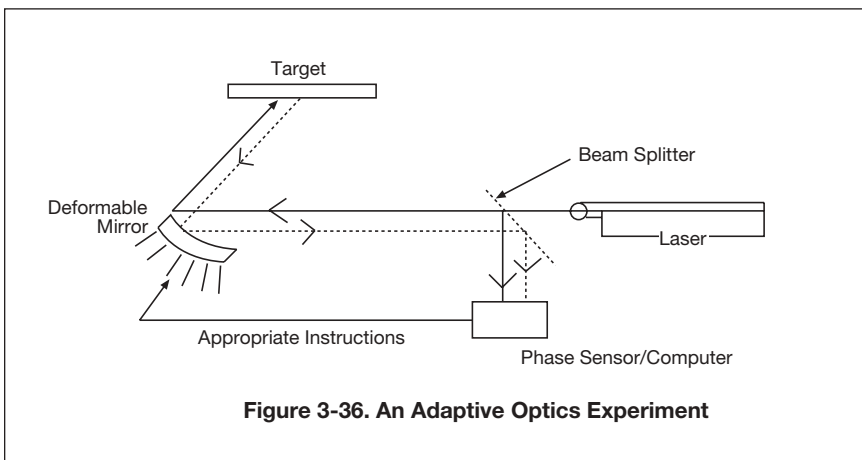 Target
Beam Splitter
Deformable
Mirror
Laser
Appropriate Instructions
Phase Sensor/Computer
Figure 3-36. An Adaptive Optics Experiment